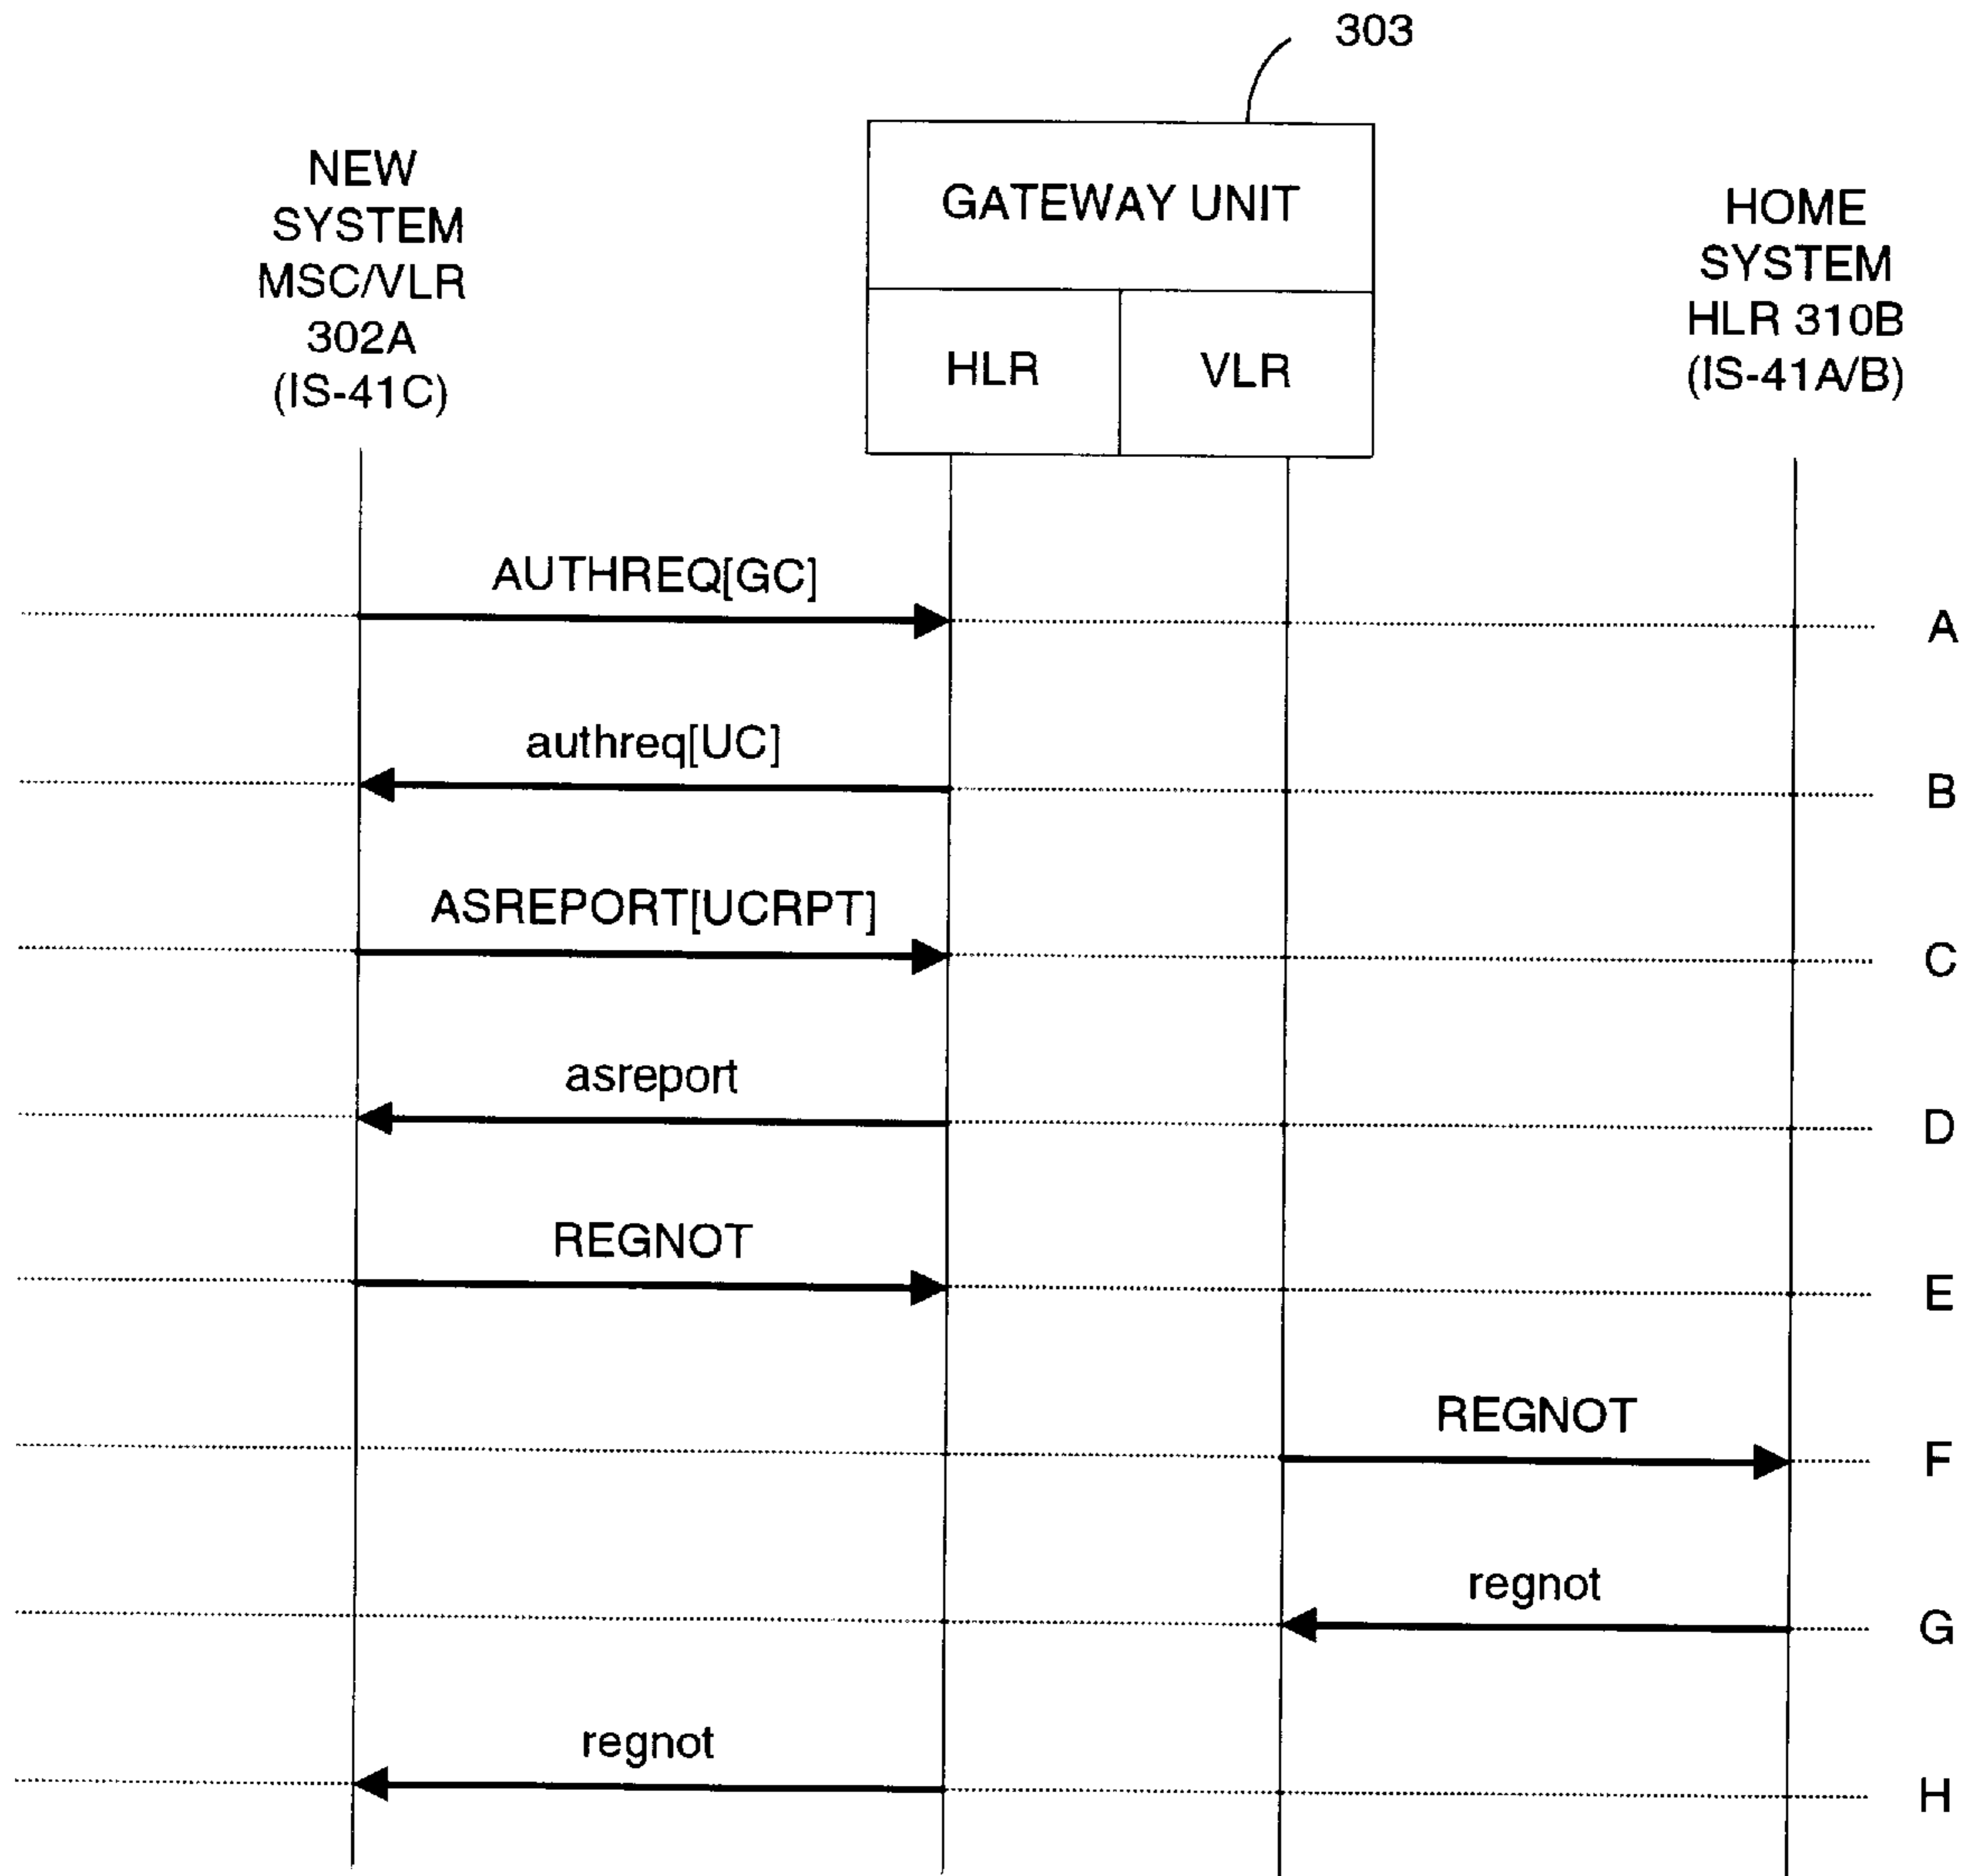 303
NEW
SYSTEM
MSC/VLR
302A
(IS-41C)
GATEWAY UNIT
HLR
VLR
HOME
SYSTEM
HLR 310B
(IS-41A/B)
AUTHREQ[GC]
A
authreq[UC]
B
ASREPORT[UCRPT]
C
asreport
D
REGNOT
E
REGNOT
F
regnot
G
regnot
H